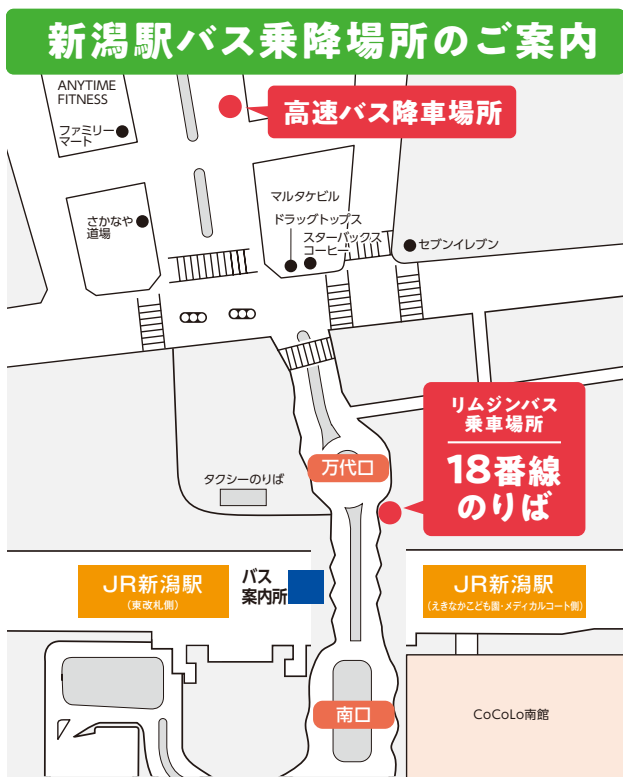 新潟駅バス乗降場所のご案内
ANYTIME
FITNESS
ファミリー
マート
高速バス降車場所
さかなや
道場
マルタケビル
ドラッグトップス
スターバックス
コーヒー
セブンイレブン
リムジンバス
乗車場所
18番線
のりば
万代口
タクシーのりば
JR新潟駅
(東改札側)
バス
案内所
JR新潟駅
(えきなかこども園・メディカルコート側)
南口
CoCoLo南館